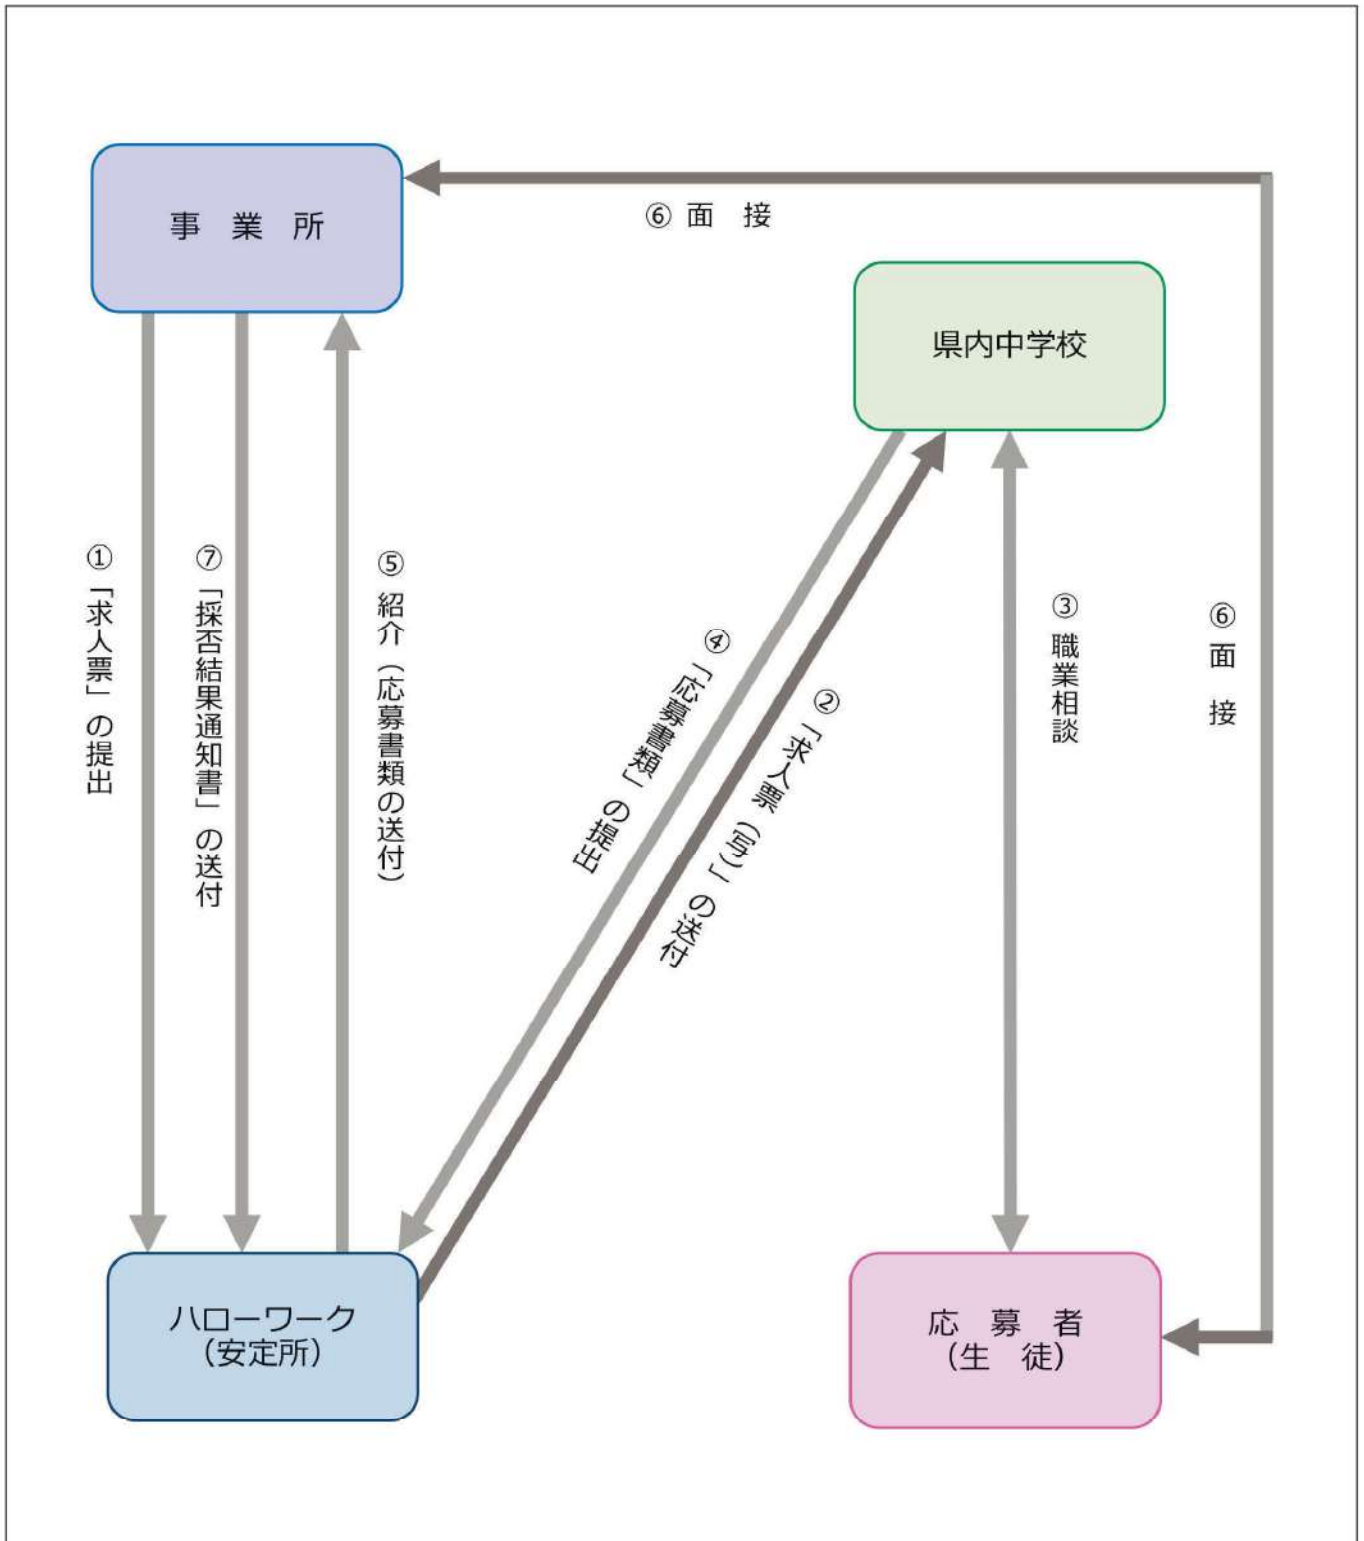 事 業 所
⑥ 面 接
県内中学校
①「求人票」の提出
⑦「採否結果通知書」の送付
⑤ 紹介（応募書類の送付）
④「応募書類」の提出
②「求人票（写）」の送付
③ 職業相談
⑥ 面 接
ハローワーク
（安定所）
応 募 者
（生 徒）